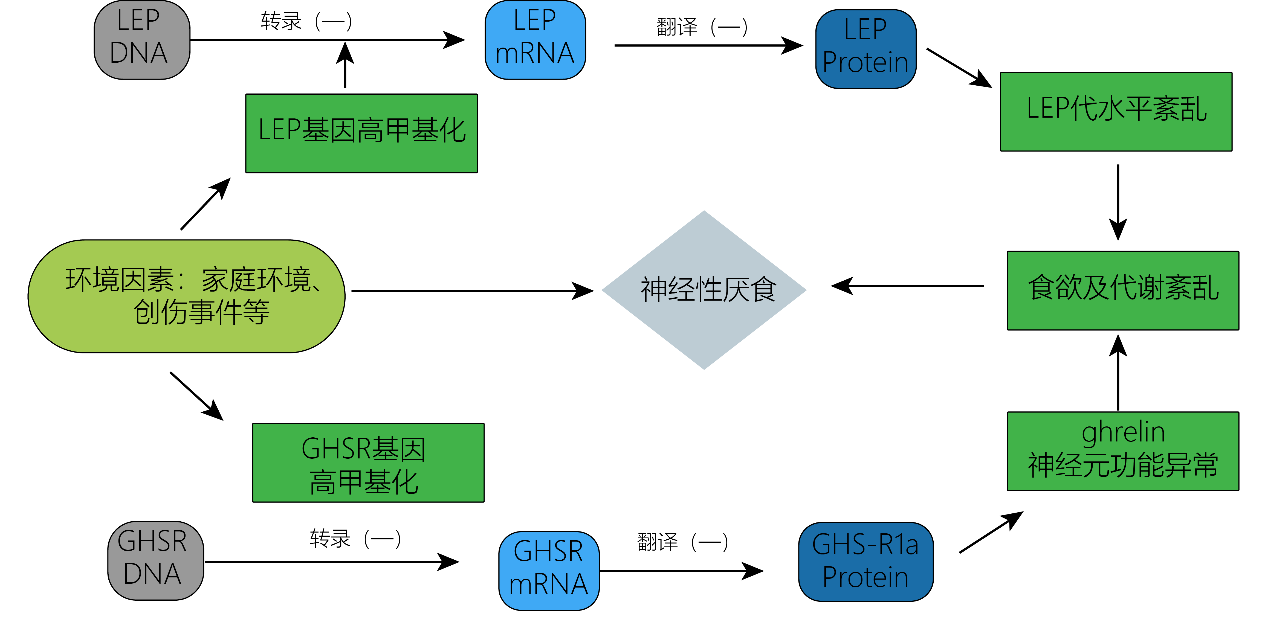 LEP
DNA
转录（—）
LEP
mRNA
翻译（—）
LEP
Protein
LEP基因高甲基化
LEP代水平紊乱
环境因素：家庭环境、
创伤事件等
神经性厌食
食欲及代谢紊乱
GHSR基因
高甲基化
ghrelin
神经元功能异常
GHSR
DNA
转录（—）
GHSR
mRNA
翻译（—）
GHS-R1a
Protein